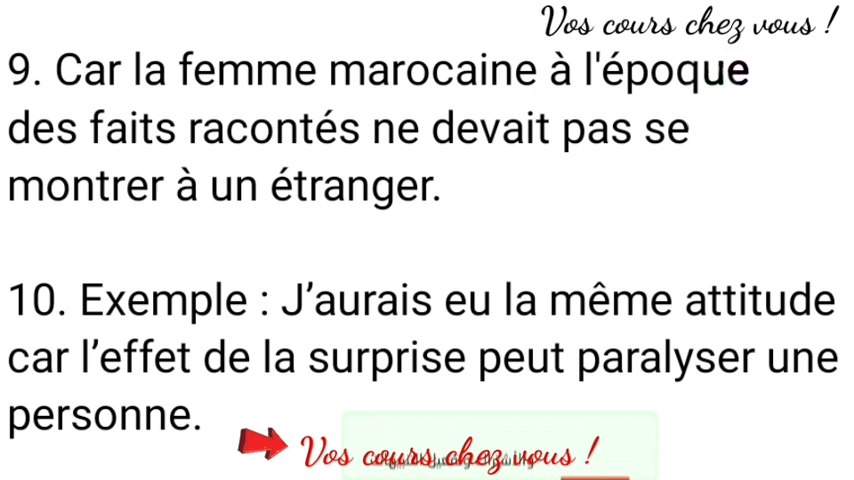 Vos cours chez vous !
9. Car la femme marocaine à l'époque
des faits racontés ne devait pas se
montrer à un étranger.
10. Exemple : J’aurais eu la même attitude
car l’effet de la surprise peut paralyser une
personne.
Vos cours chez vous !